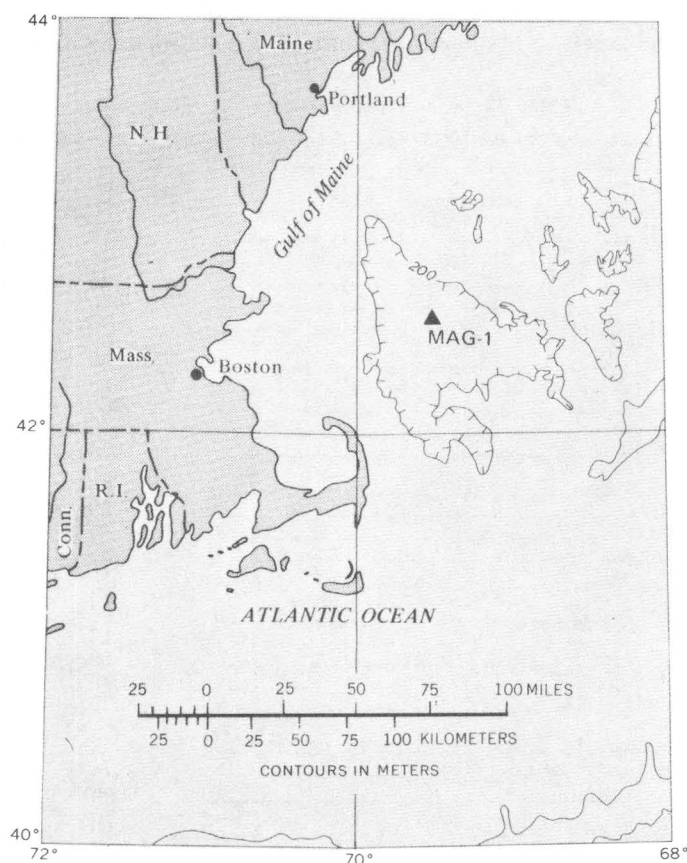 44°
Maine
Portland
N. H.
Gulf of Maine
200
MAG-1
Mass.
Boston
42°
R.I.
Conn.
ATLANTIC OCEAN
25 0 25 50 75 100 MILES
25 0 25 50 75 100 KILOMETERS
CONTOURS IN METERS
40°
72° 70° 68°